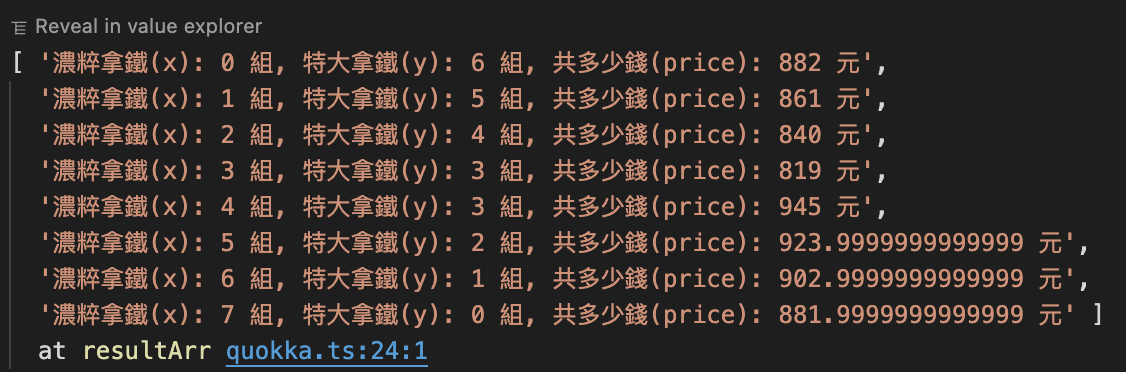 Reveal in value explorer
[ '濃粹拿鐵(x): 0 組, 特大拿鐵(y): 6 組, 共多少錢(price): 882 元',
'濃粹拿鐵(x): 1 組, 特大拿鐵(y): 5 組, 共多少錢(price): 861 元',
'濃粹拿鐵(x): 2 組, 特大拿鐵(y): 4 組, 共多少錢(price): 840 元',
'濃粹拿鐵(x): 3 組, 特大拿鐵(y): 3 組, 共多少錢(price): 819 元',
'濃粹拿鐵(x): 4 組, 特大拿鐵(y): 3 組, 共多少錢(price): 945 元',
'濃粹拿鐵(x): 5 組, 特大拿鐵(y): 2 組, 共多少錢(price): 923.9999999999999 元',
'濃粹拿鐵(x): 6 組, 特大拿鐵(y): 1 組, 共多少錢(price): 902.9999999999999 元',
'濃粹拿鐵(x): 7 組, 特大拿鐵(y): 0 組, 共多少錢(price): 881.9999999999999 元' ]
at resultArr quokka.ts:24:1